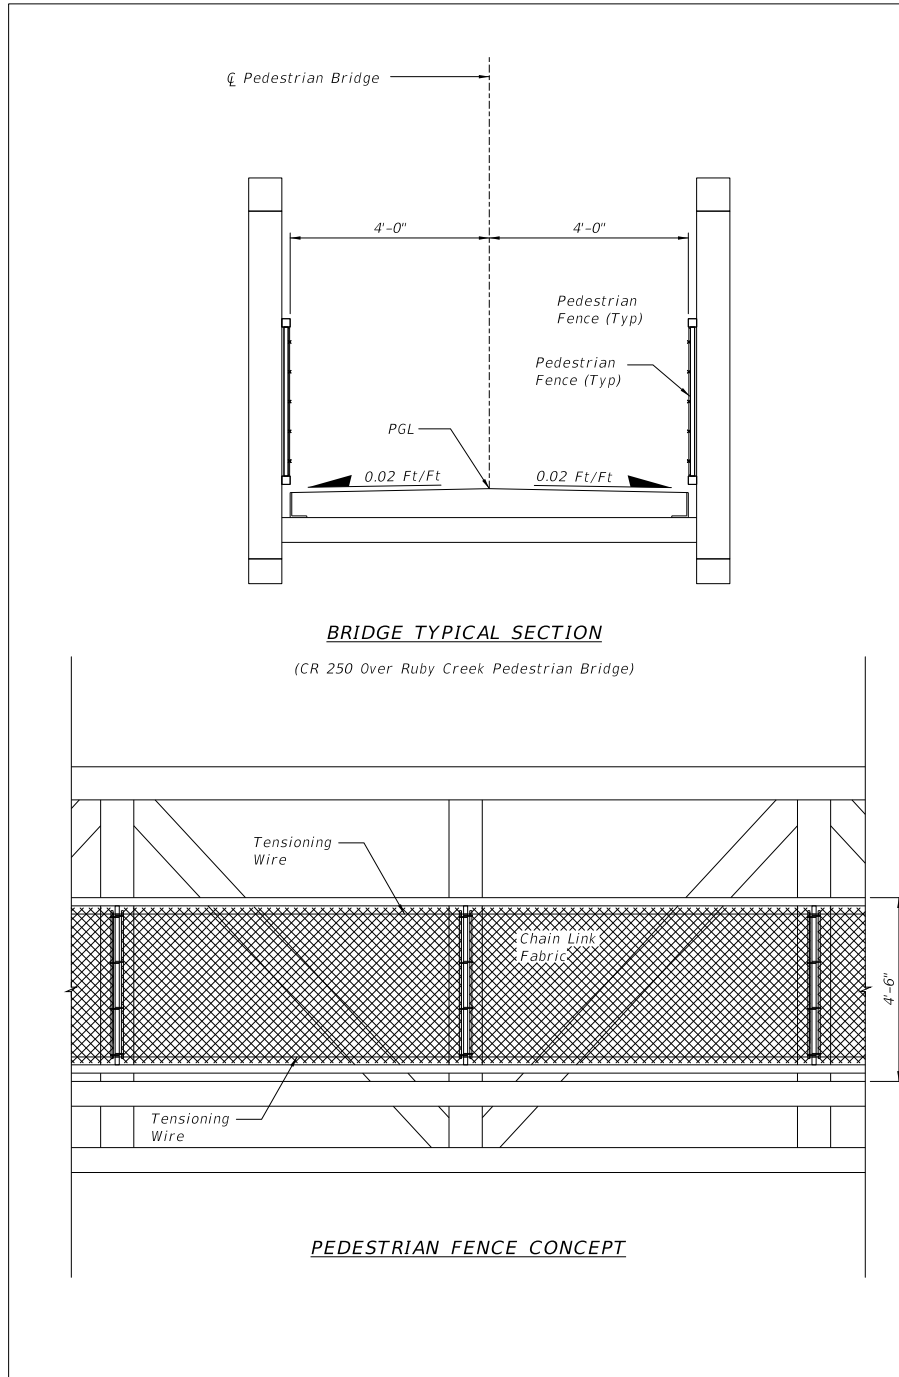 ℄ Pedestrian Bridge
4'-0"
4'-0"
Pedestrian
Fence (Typ)
Pedestrian
Fence (Typ)
PGL
0.02 Ft/Ft
0.02 Ft/Ft
BRIDGE TYPICAL SECTION
(CR 250 Over Ruby Creek Pedestrian Bridge)
Tensioning
Wire
Chain Link
Fabric
4'-6"
Tensioning
Wire
PEDESTRIAN FENCE CONCEPT